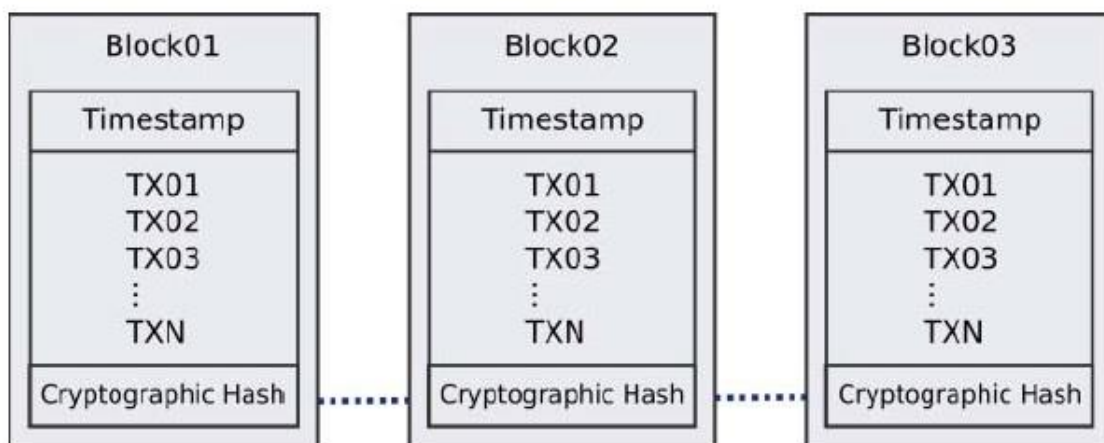 Block01
Timestamp
TX01
TX02
TX03
⋮
TXN
Cryptographic Hash
Block02
Timestamp
TX01
TX02
TX03
⋮
TXN
Cryptographic Hash
Block03
Timestamp
TX01
TX02
TX03
⋮
TXN
Cryptographic Hash